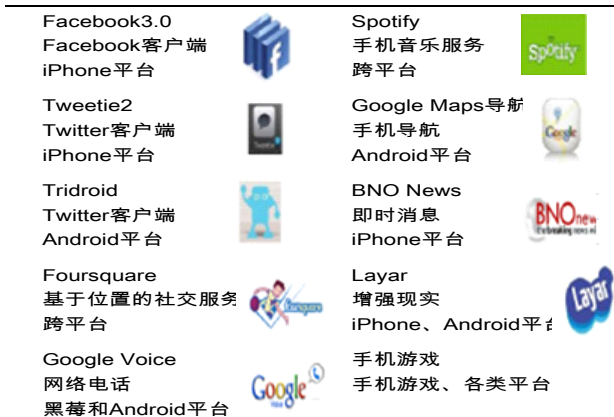 Facebook3.0
Facebook客户端
iPhone平台
Tweetie2
Twitter客户端
iPhone平台
Tridroid
Twitter客户端
Android平台
Foursquare
基于位置的社交服务
跨平台
foursquare
Google Voice
网络电话
黑莓和Android平台
Google
Spotify
手机音乐服务
跨平台
Spotify
Google Maps导航
手机导航
Android平台
Google
BNO News
即时消息
iPhone平台
BNOnew
the breaking news
Layar
增强现实
iPhone、Android平台
Layar
手机游戏
手机游戏、各类平台